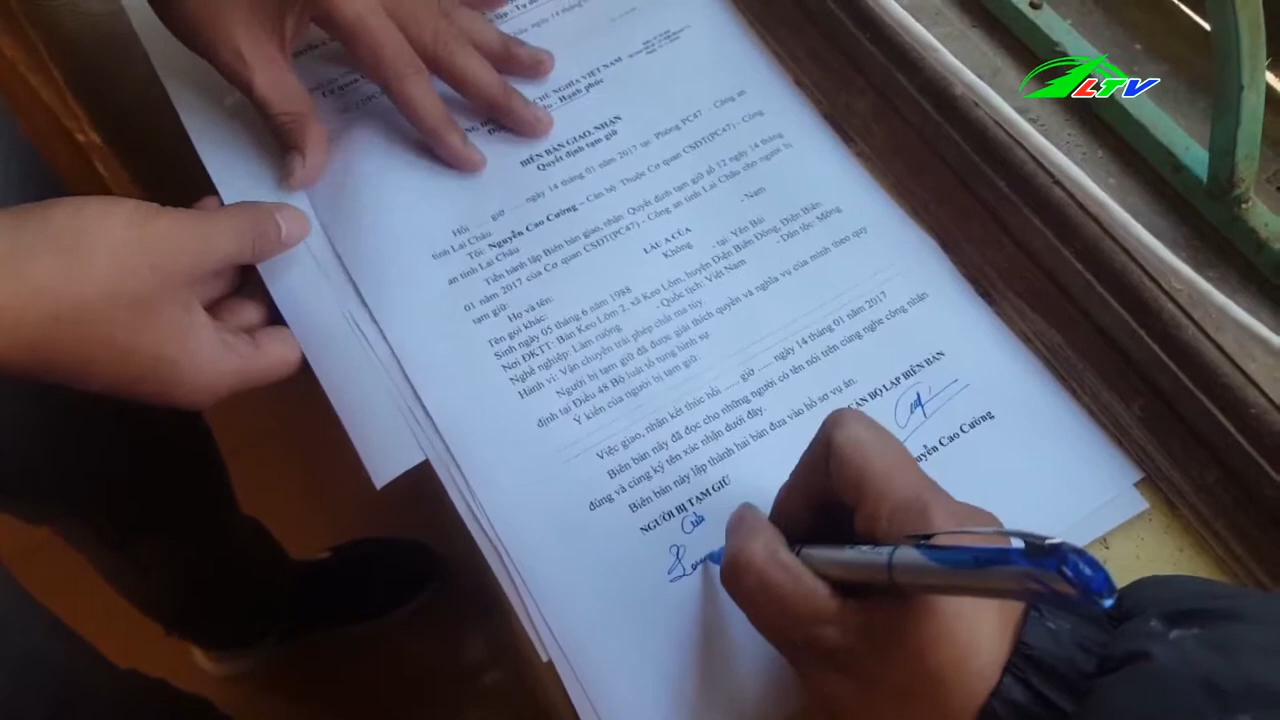 LTV
CHỦ NGHĨA VIỆT NAM
- Hạnh phúc
BIÊN BẢN GIAO, NHẬN
Quyết định tạm giữ
Hồi .... giờ ..... ngày 14 tháng 01 năm 2017 tại: Phòng PC47 - Công an
tỉnh Lai Châu.
Tôi: Nguyễn Cao Cường – Cán bộ: Thuộc Cơ quan CSĐT(PC47) - Công
an tỉnh Lai Châu
Tiến hành lập Biên bản giao, nhận: Quyết định tạm giữ số 12 ngày 14 tháng
01 năm 2017 của Cơ quan CSĐT(PC47) - Công an tỉnh Lai Châu cho người bị
tạm giữ:
Họ và tên: LẦU A CỦA - Nam
Tên gọi khác: Không
Sinh ngày 05 tháng 6 năm 1988 - tại: Yên Bái
Nơi ĐKTT: Bản Keo Lôm 2, xã Keo Lôm, huyện Điện Biên Đông, Điện Biên
Nghề nghiệp: Làm ruộng - Quốc tịch: Việt Nam - Dân tộc: Mông
Hành vi: Vận chuyển trái phép chất ma túy.
Người bị tạm giữ đã được giải thích quyền và nghĩa vụ của mình theo quy
định tại Điều 48 Bộ luật tố tụng hình sự
Ý kiến của người bị tạm giữ:
Việc giao, nhận kết thúc hồi ...... giờ ...... ngày 14 tháng 01 năm 2017
Biên bản này đã đọc cho những người có tên nói trên cùng nghe công nhận
đúng và cùng ký tên xác nhận dưới đây.
Biên bản này lập thành hai bản đưa vào hồ sơ vụ án.
NGƯỜI BỊ TẠM GIỮ
CÁN BỘ LẬP BIÊN BẢN
Của
Nguyễn Cao Cường